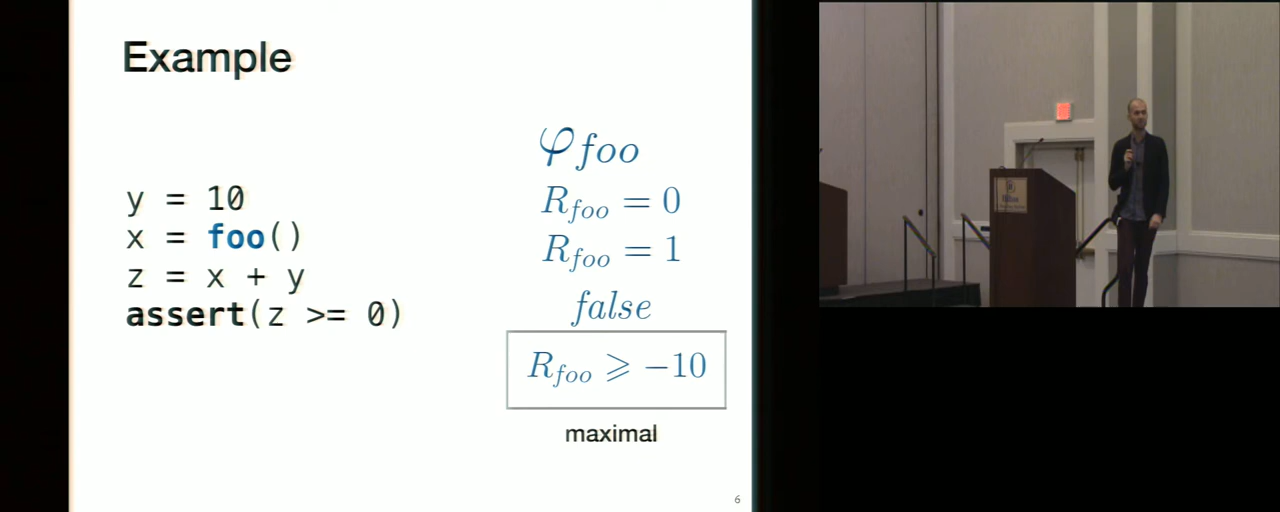 Example
y = 10
x = foo()
z = x + y
assert(z >= 0)
φfoo
Rfoo = 0
Rfoo = 1
false
Rfoo ⩾ −10
maximal
6